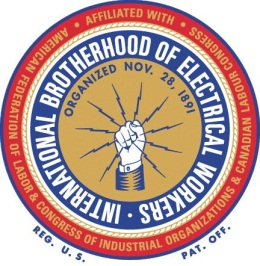 · AFFILIATED WITH ·
AMERICAN FEDERATION OF LABOR & CONGRESS OF INDUSTRIAL ORGANIZATIONS & CANADIAN LABOUR CONGRESS
INTERNATIONAL BROTHERHOOD OF ELECTRICAL WORKERS ·
ORGANIZED NOV. 28, 1891
REG. U. S. PAT. OFF.